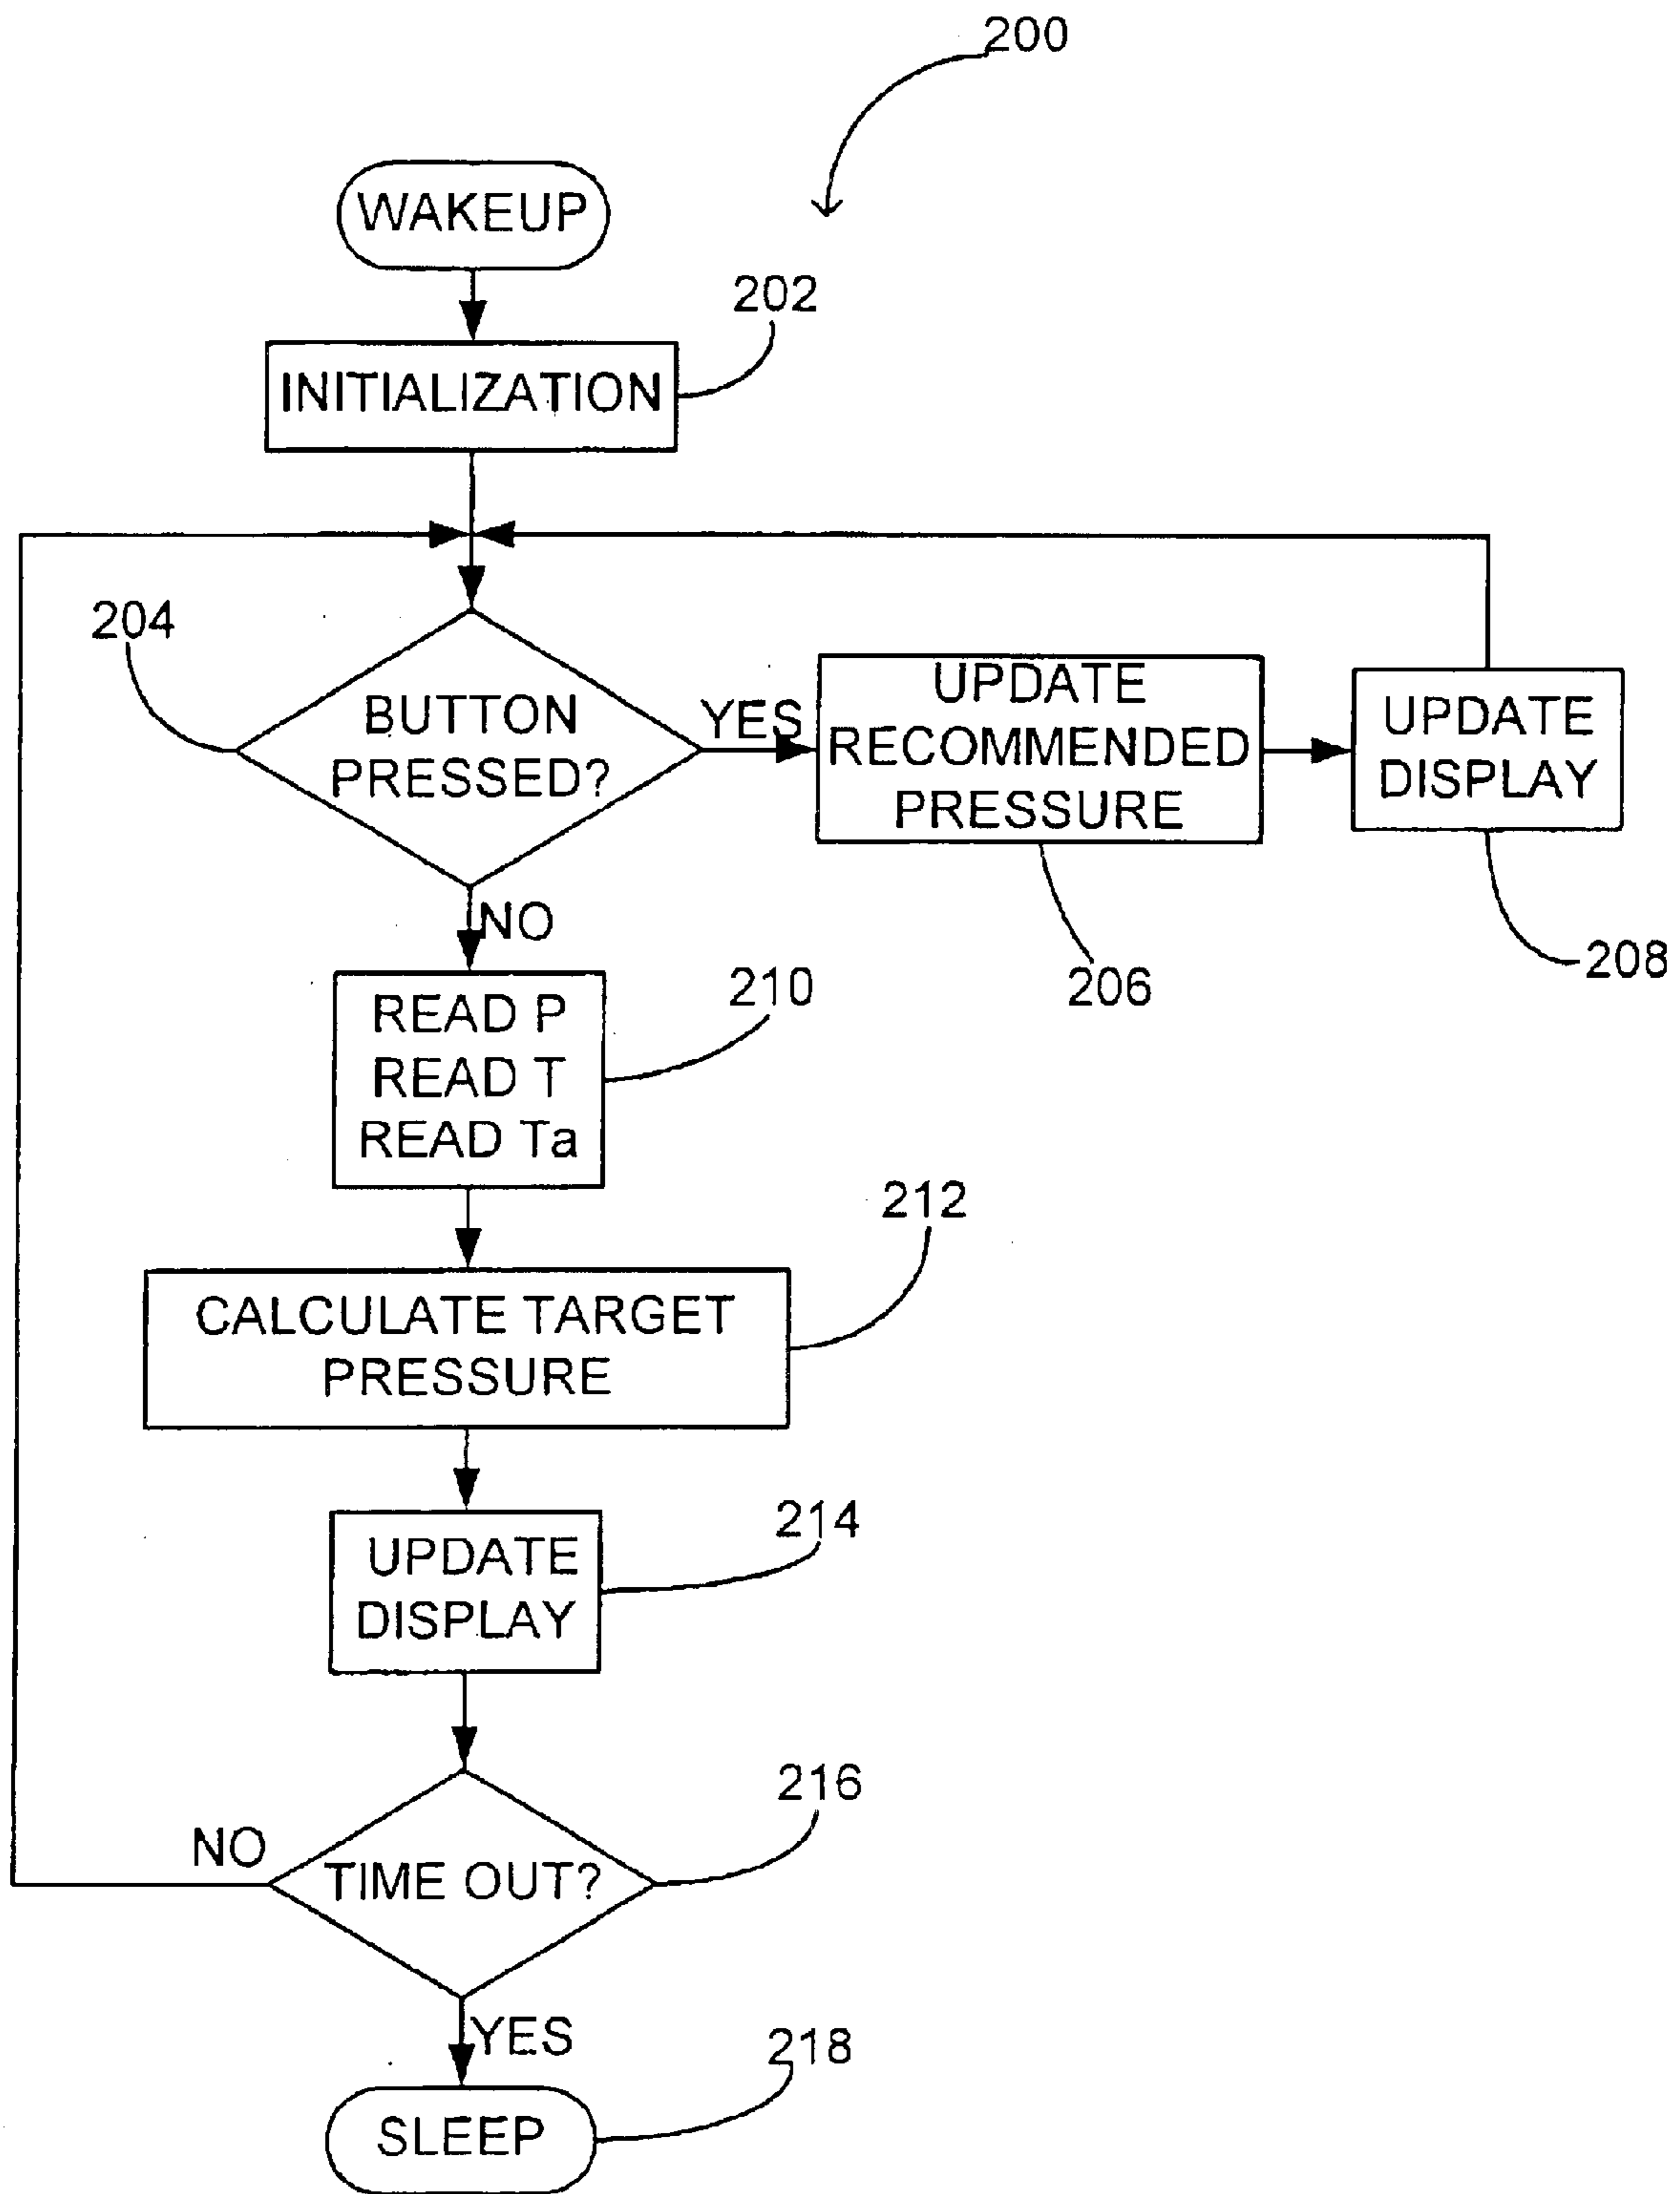 200
WAKEUP
202
INITIALIZATION
204
BUTTON
PRESSED?
YES
UPDATE
RECOMMENDED
PRESSURE
UPDATE
DISPLAY
206
208
NO
READ P
READ T
READ Ta
210
212
CALCULATE TARGET
PRESSURE
214
UPDATE
DISPLAY
216
NO
TIME OUT?
YES
218
SLEEP